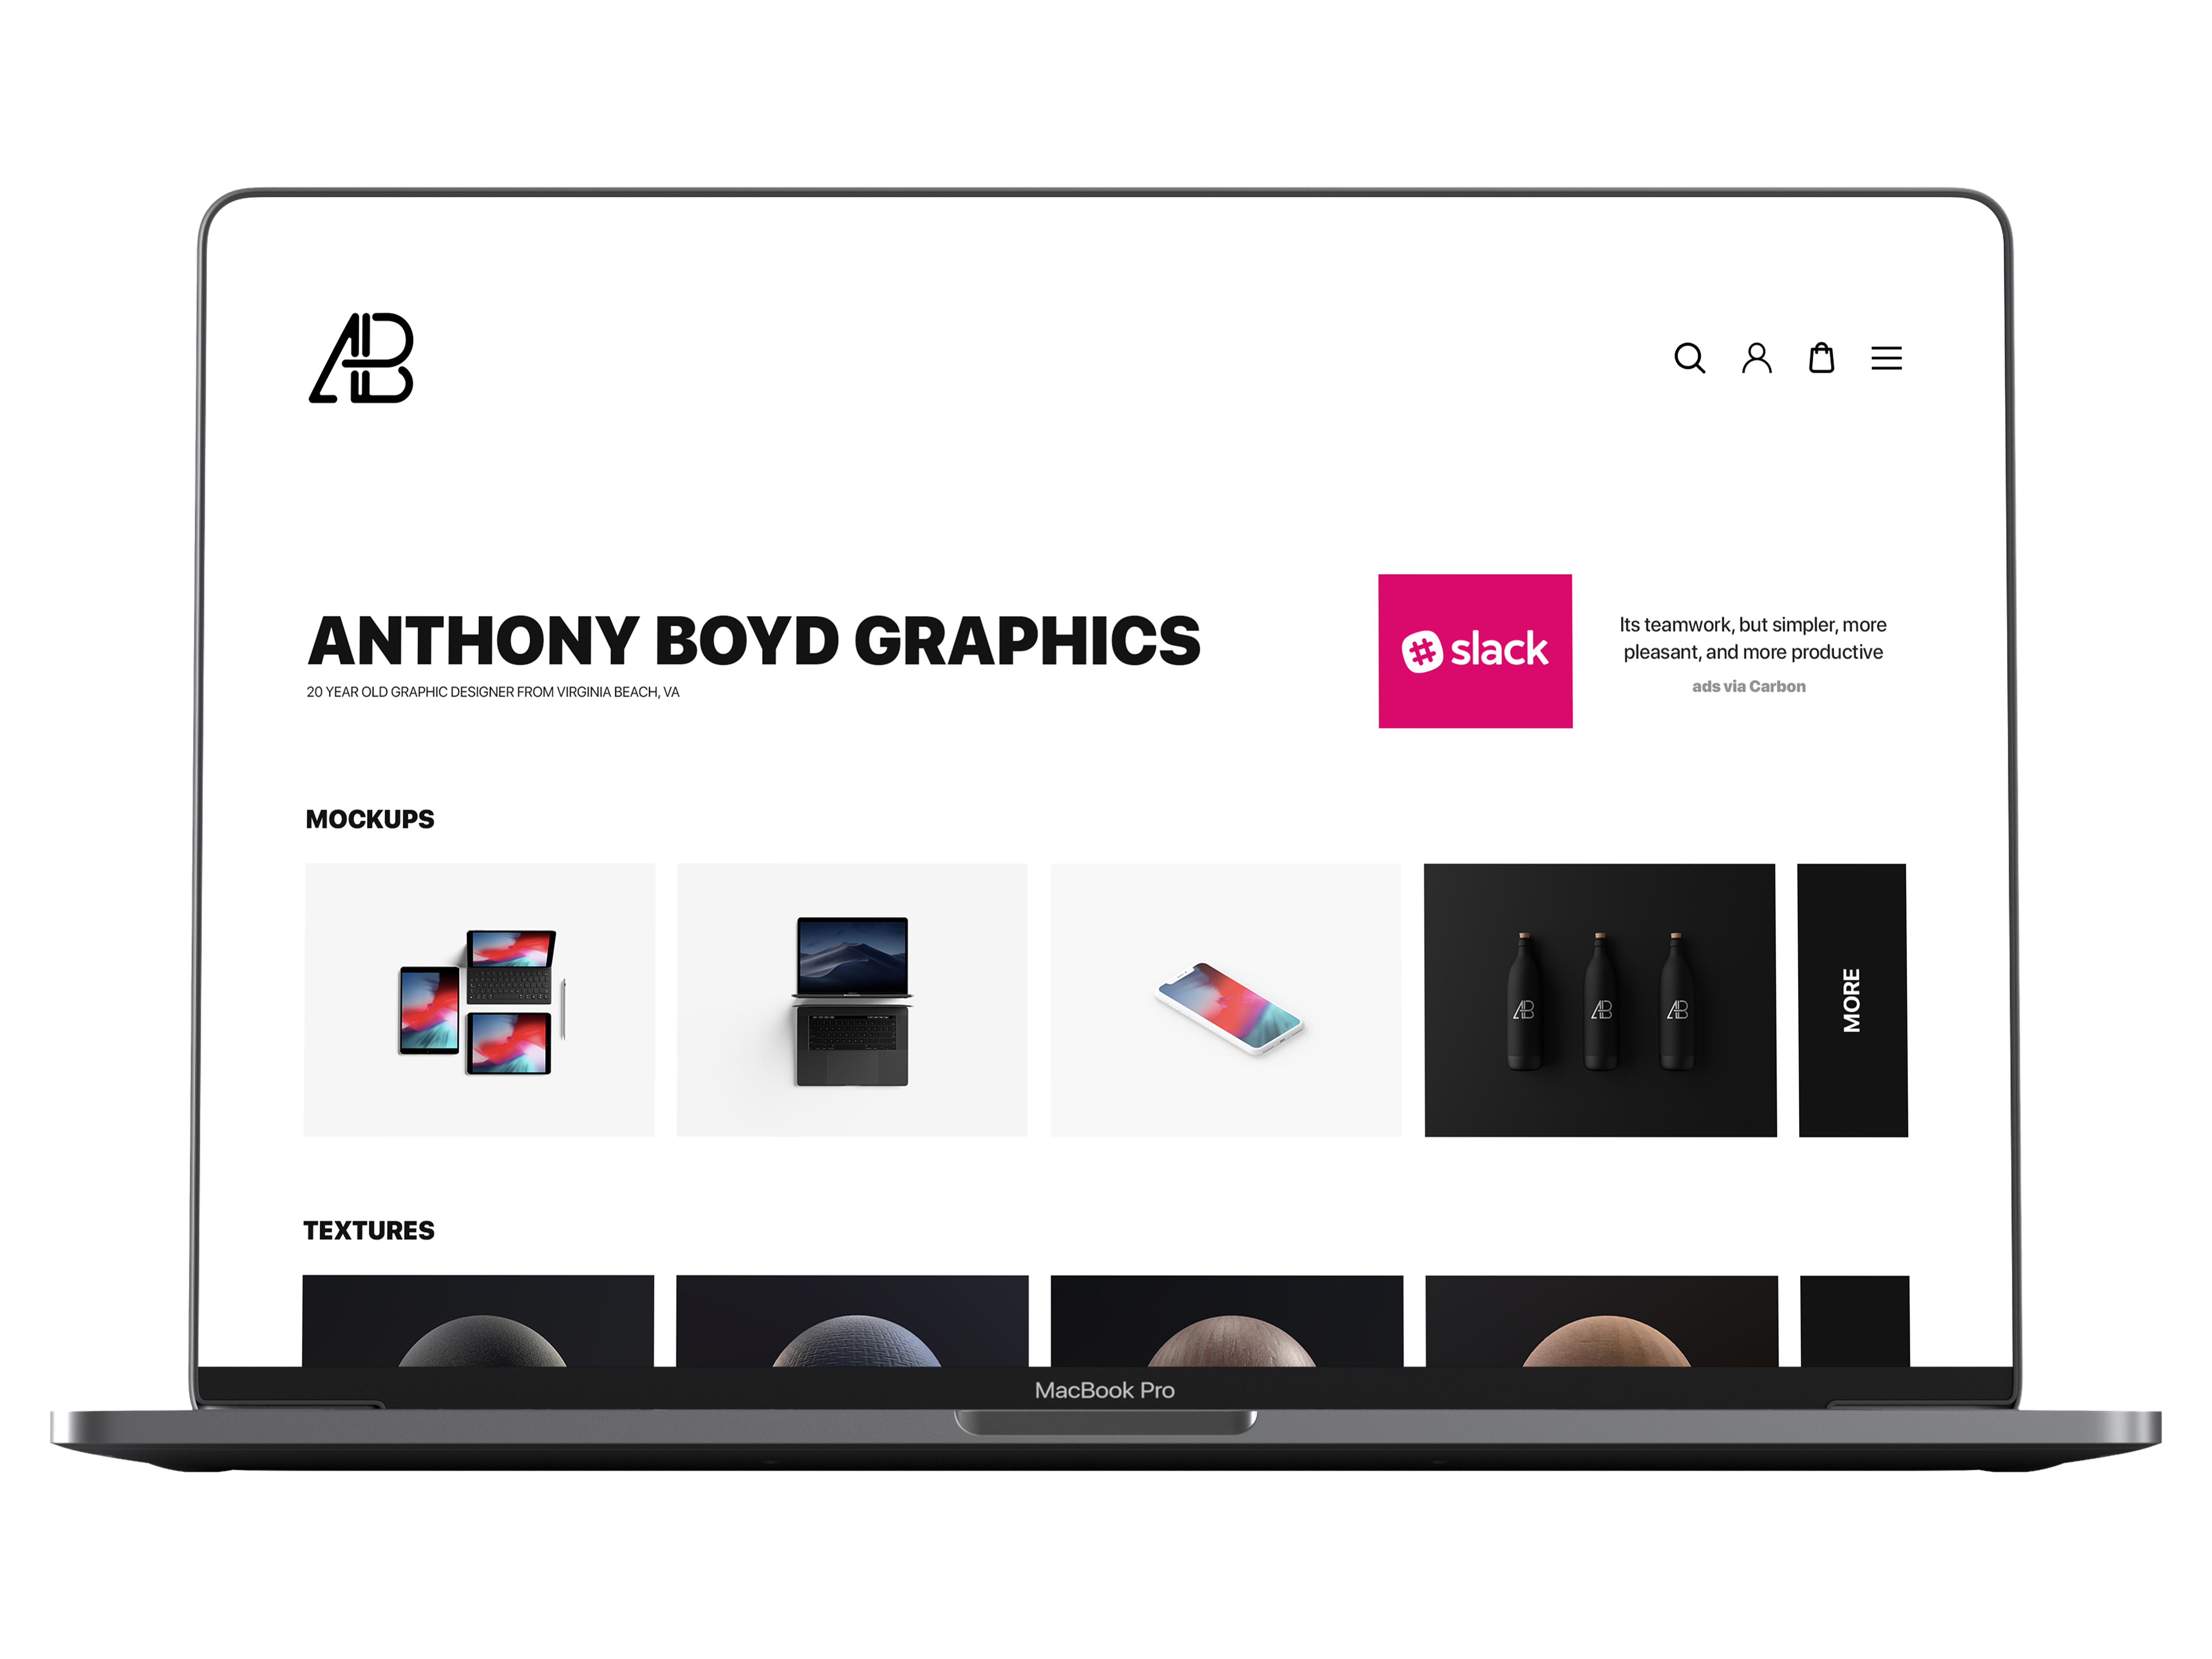 AB
ANTHONY BOYD GRAPHICS
20 YEAR OLD GRAPHIC DESIGNER FROM VIRGINIA BEACH, VA
slack
Its teamwork, but simpler, more
pleasant, and more productive
ads via Carbon
MOCKUPS
AB
AB
AB
MORE
TEXTURES
MacBook Pro